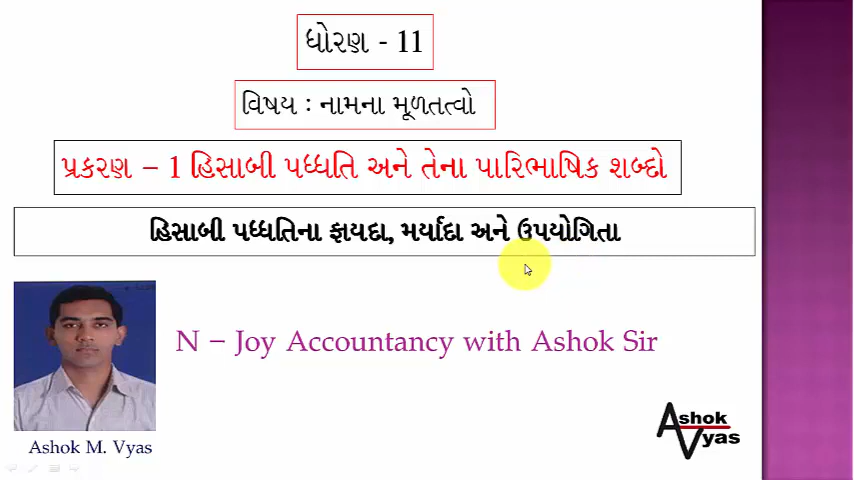 ધોરણ - 11
વિષય : નામના મૂળતત્વો
પ્રકરણ – 1 હિસાબી પધ્ધતિ અને તેના પારિભાષિક શબ્દો
હિસાબી પધ્ધતિના ફાયદા, મર્યાદા અને ઉપયોગિતા
N – Joy Accountancy with Ashok Sir
Ashok M. Vyas
Ashok
Vyas